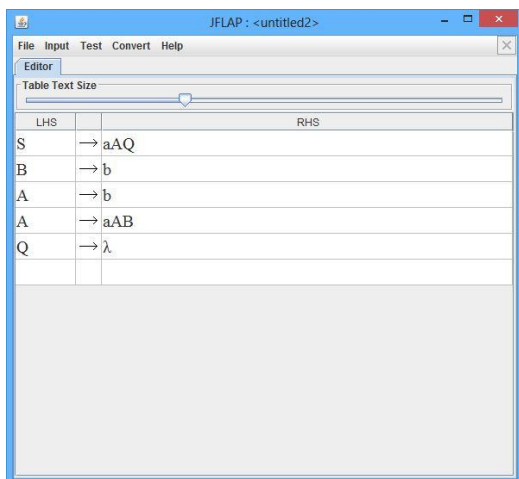 JFLAP : <untitled2>
File Input Test Convert Help
Editor
Table Text Size
LHS RHS
S → aAQ
B → b
A → b
A → aAB
Q → λ